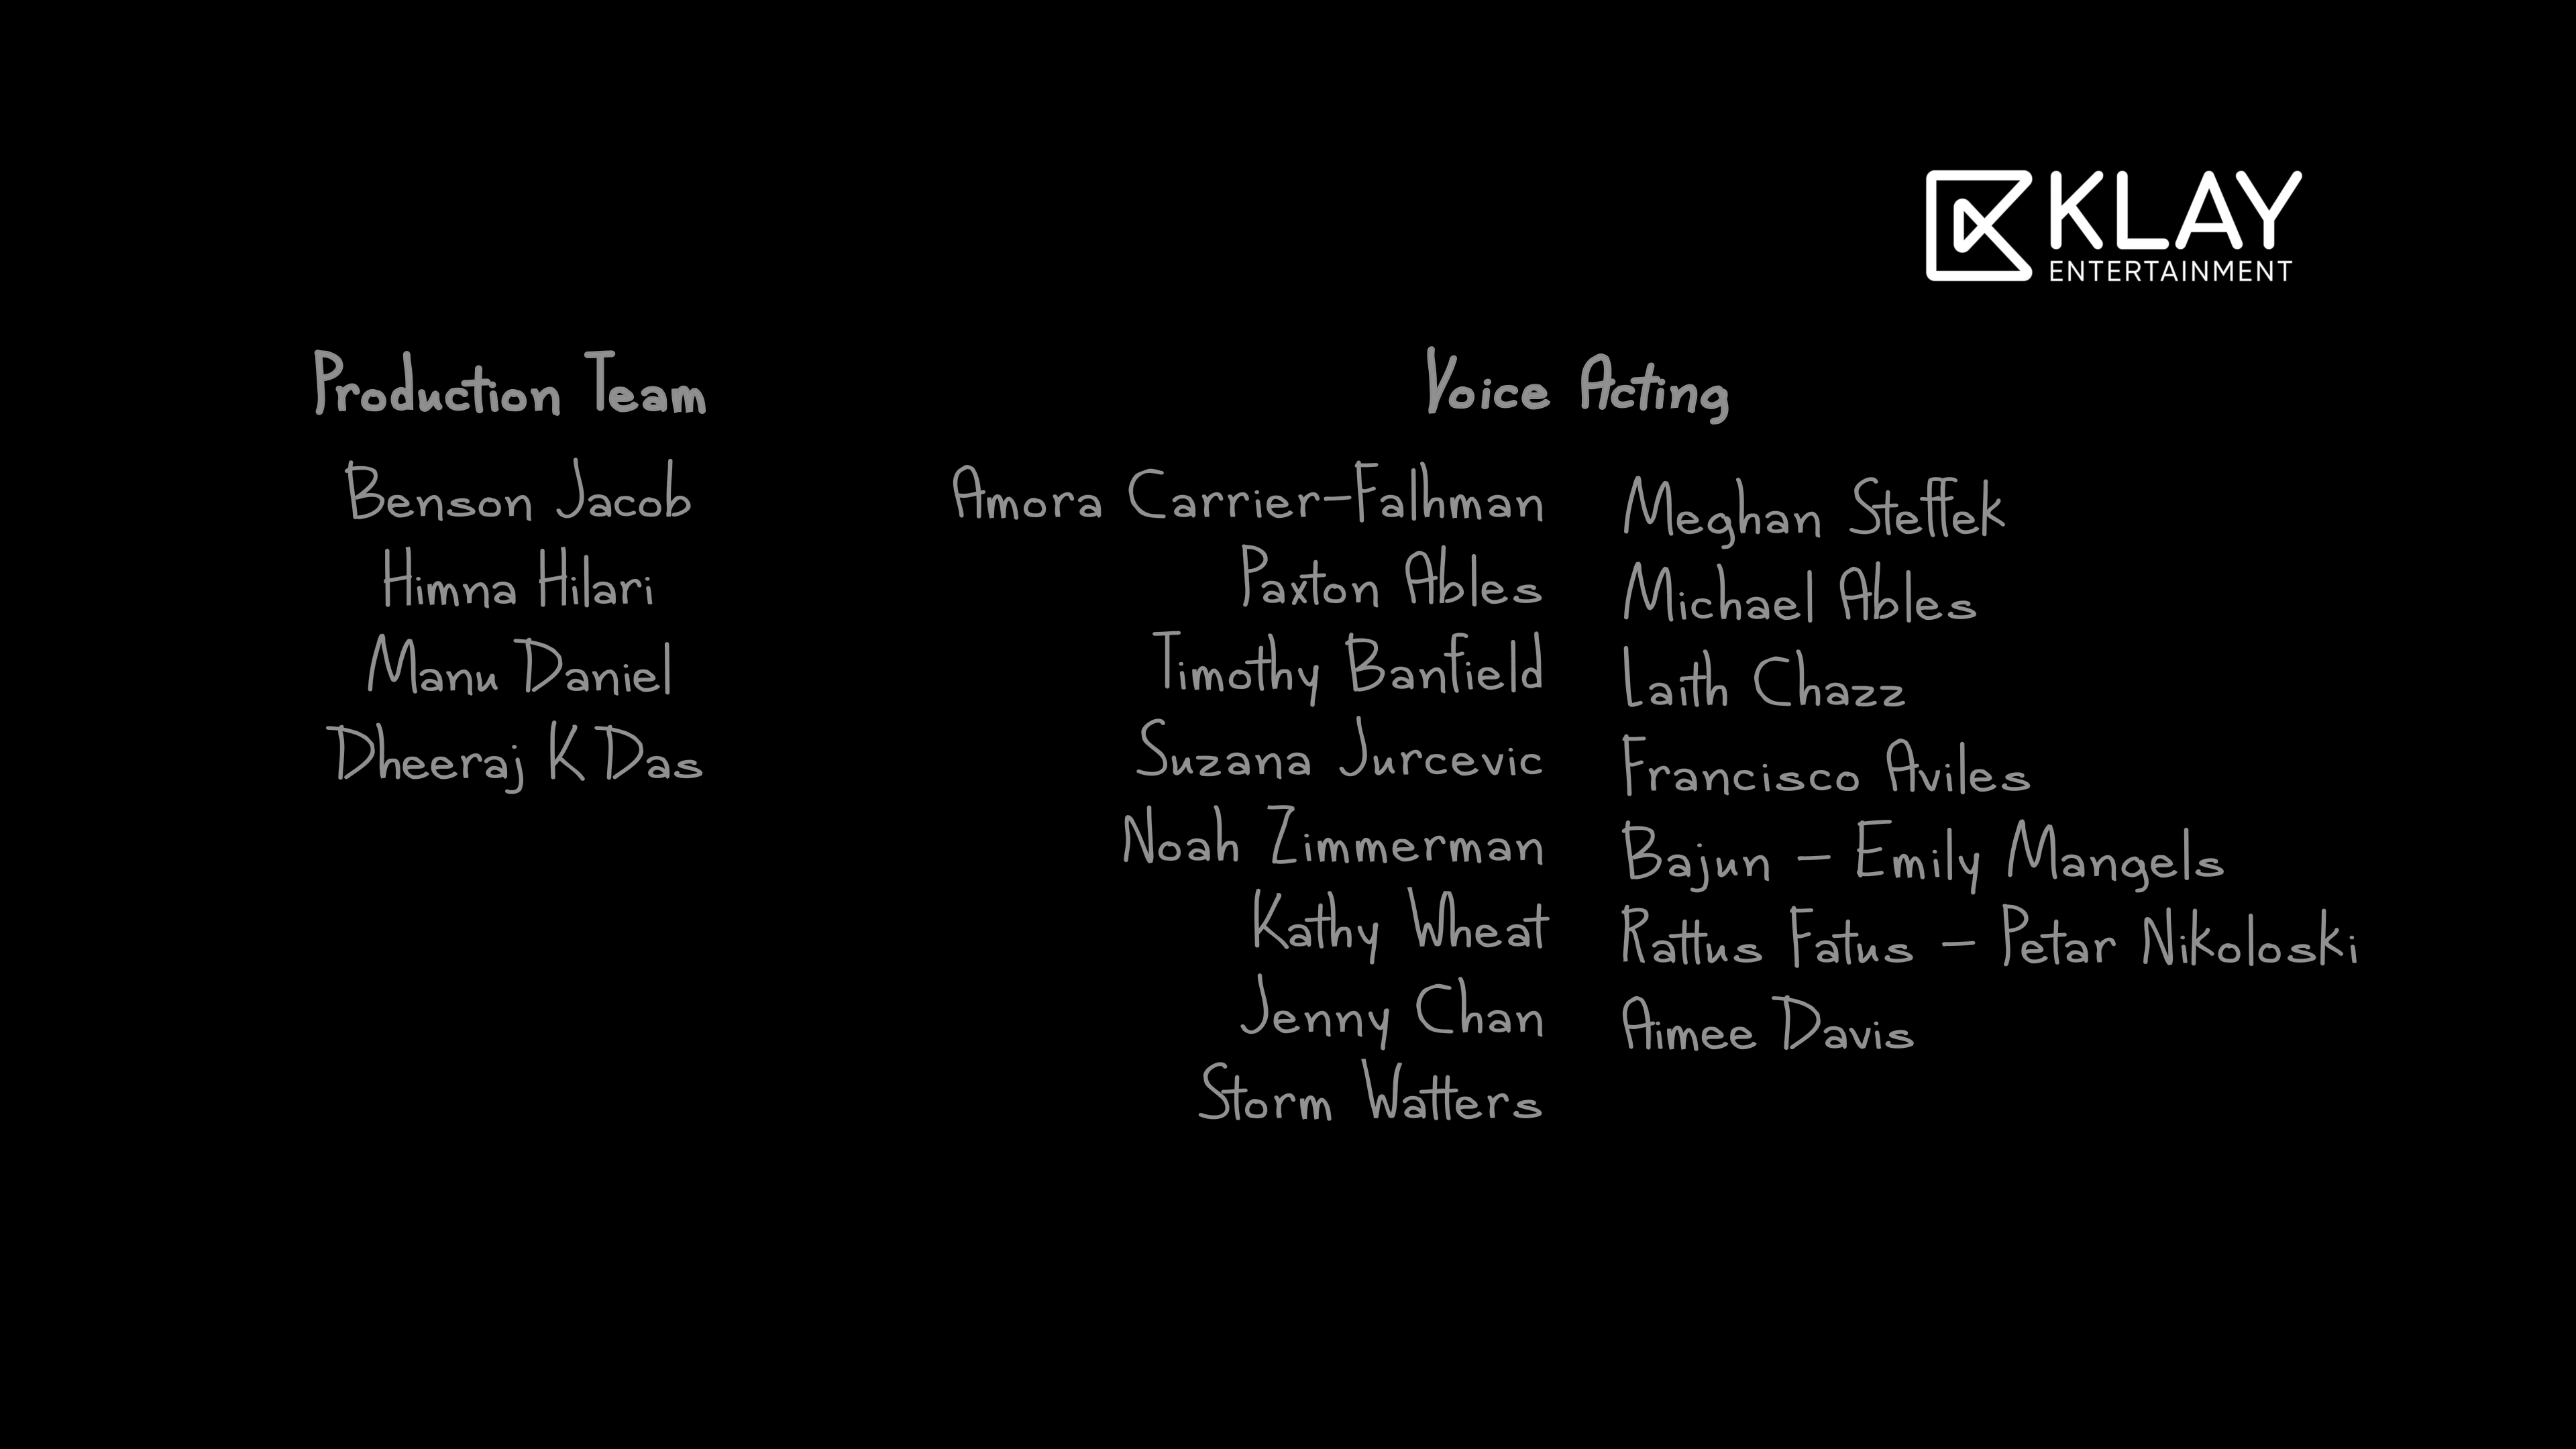 KLAY
ENTERTAINMENT
Production Team
Benson Jacob
Himna Hilari
Manu Daniel
Dheeraj K Das
Voice Acting
Amora Carrier-Falhman
Paxton Ables
Timothy Banfield
Suzana Jurcevic
Noah Zimmerman
Kathy Wheat
Jenny Chan
Storm Watters
Meghan Steffek
Michael Ables
Laith Chazz
Francisco Aviles
Bajun - Emily Mangels
Rattus Fatus - Petar Nikoloski
Aimee Davis